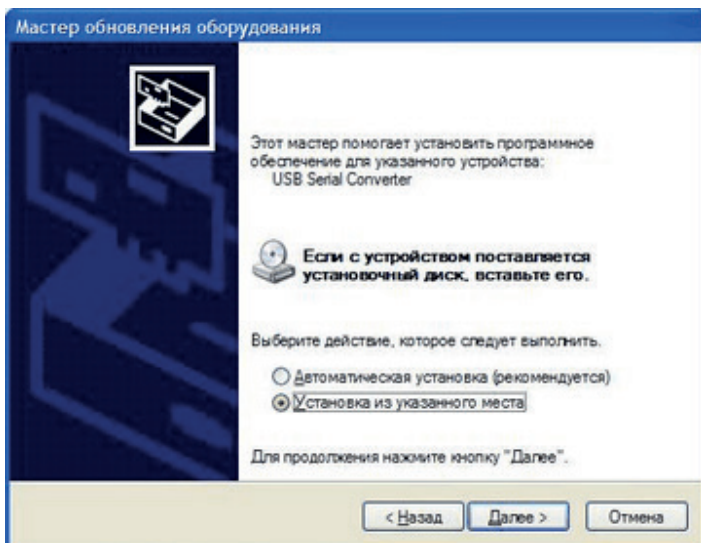 Мастер обновления оборудования
Этот мастер помогает установить программное
обеспечение для указанного устройства:
USB Serial Converter
Если с устройством поставляется
установочный диск, вставьте его.
Выберите действие, которое следует выполнить.
Автоматическая установка (рекомендуется)
Установка из указанного места
Для продолжения нажмите кнопку "Далее".
< Назад
Далее >
Отмена